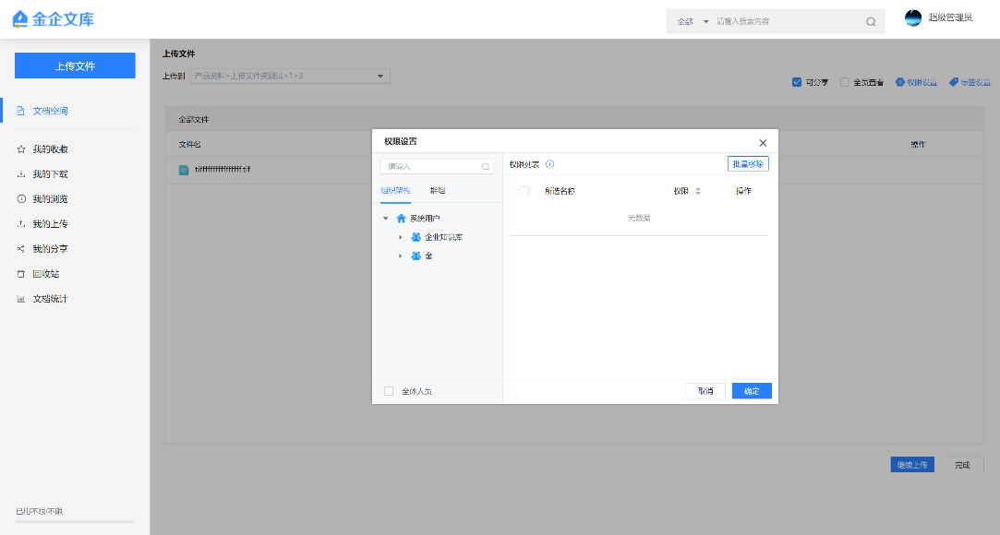 金企文库
全部 请输入搜索内容
超级管理员
上传文件
文档空间
我的收藏
我的下载
我的浏览
我的上传
我的分享
回收站
文档统计
已用不限/不限
上传文件
上传到 产品资料>上传文件夹测试>1>3
可分享 全员查看 权限设置 标签设置
全部文件
文件名 操作
tifffffffffffffffff.tif
权限设置
请输入
组织架构 群组
系统用户
企业知识库
金
全体人员
权限列表 批量移除
所选名称 权限 操作
无数据
取消 确定
继续上传 完成